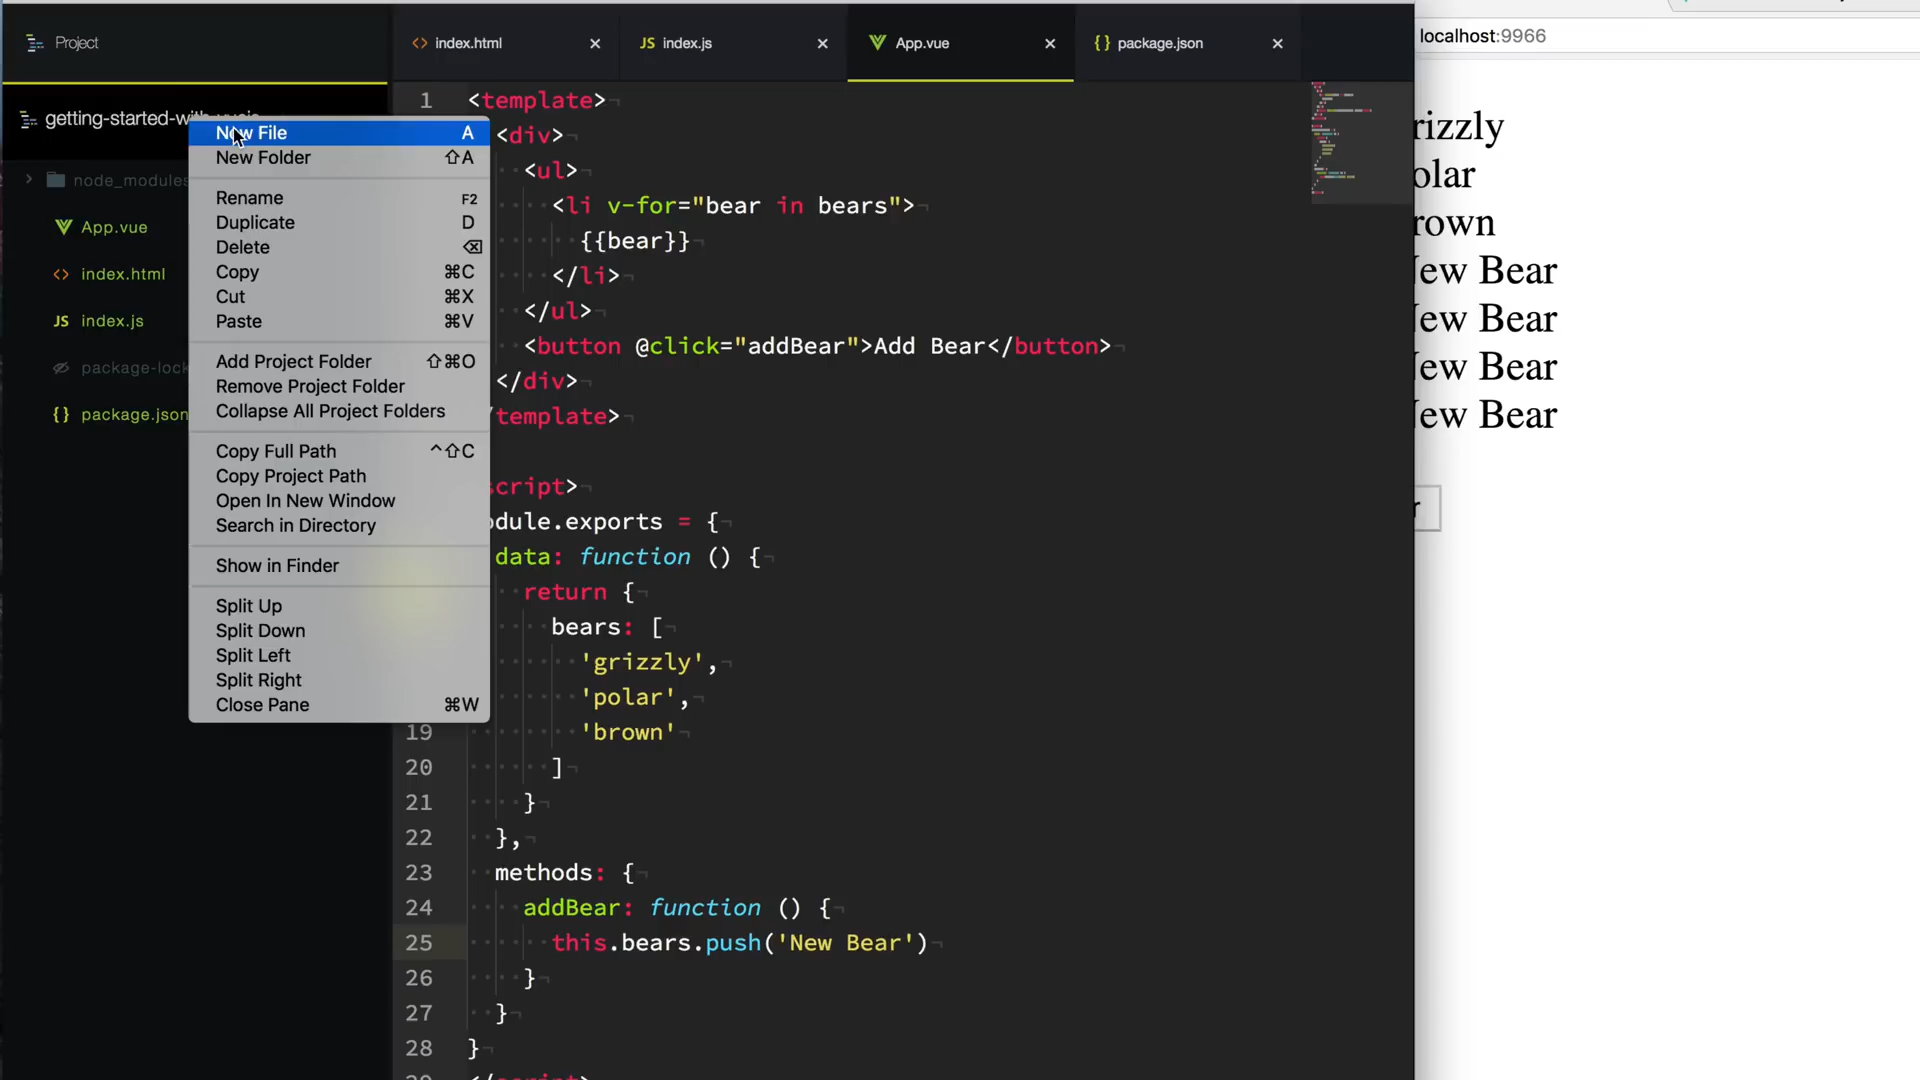 Project
index.html
JS index.js
App.vue
{} package.json
localhost:9966
getting-started-with-vuejs
node_modules
App.vue
index.html
JS index.js
package-lock
{} package.json
New File A
New Folder ⇧A
Rename F2
Duplicate D
Delete ⌫
Copy ⌘C
Cut ⌘X
Paste ⌘V
Add Project Folder ⇧⌘O
Remove Project Folder
Collapse All Project Folders
Copy Full Path ^⇧C
Copy Project Path
Open In New Window
Search in Directory
Show in Finder
Split Up
Split Down
Split Left
Split Right
Close Pane ⌘W
1 <template>
<div>
<ul>
<li v-for="bear in bears">
{{bear}}
</li>
</ul>
<button @click="addBear">Add Bear</button>
</div>
template>
script>
dule.exports = {
data: function () {
return {
bears: [
'grizzly',
'polar',
19 'brown'
20 ]
21 }
22 },
23 methods: {
24 addBear: function () {
25 this.bears.push('New Bear')
26 }
27 }
28 }
rizzly
olar
rown
ew Bear
ew Bear
ew Bear
ew Bear
r